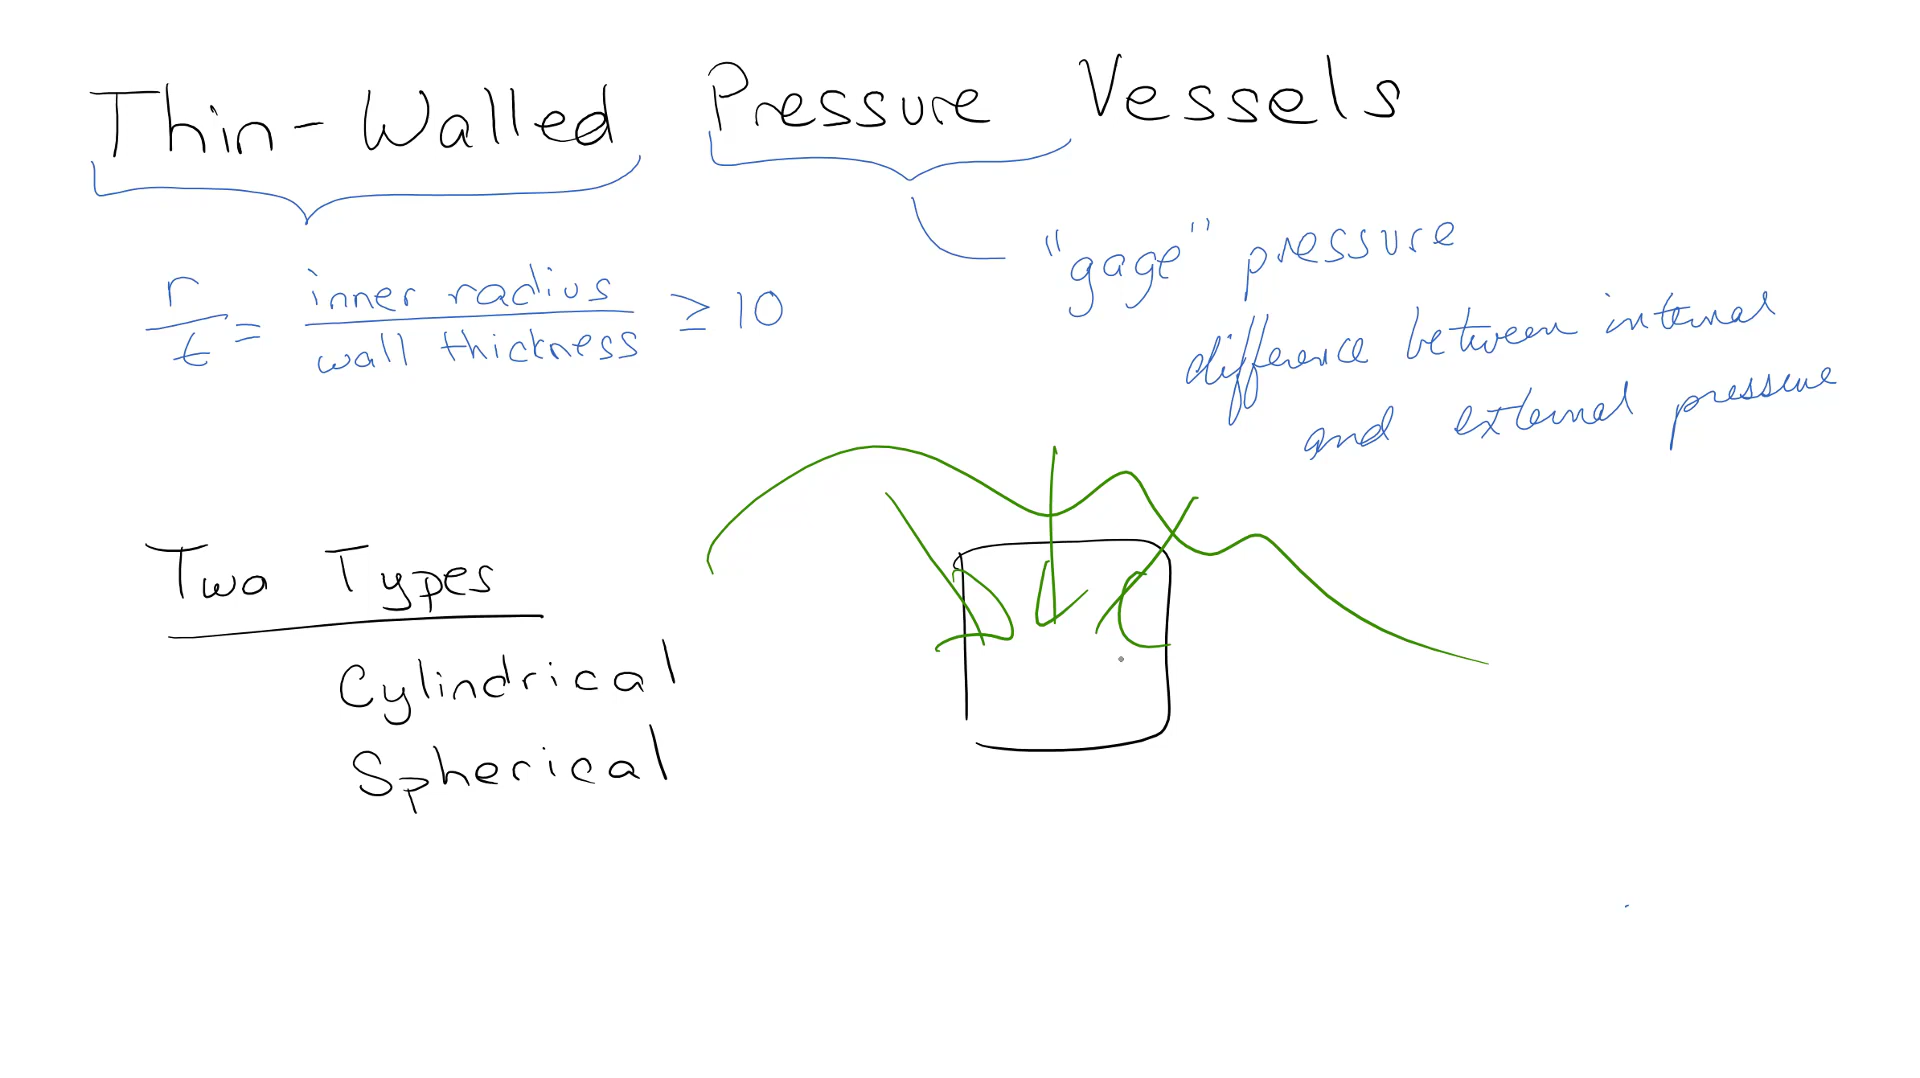 Thin-Walled Pressure Vessels
"gage" pressure
r/t = inner radius / wall thickness ≥ 10
difference between internal
and external pressure
Two Types
Cylindrical
Spherical